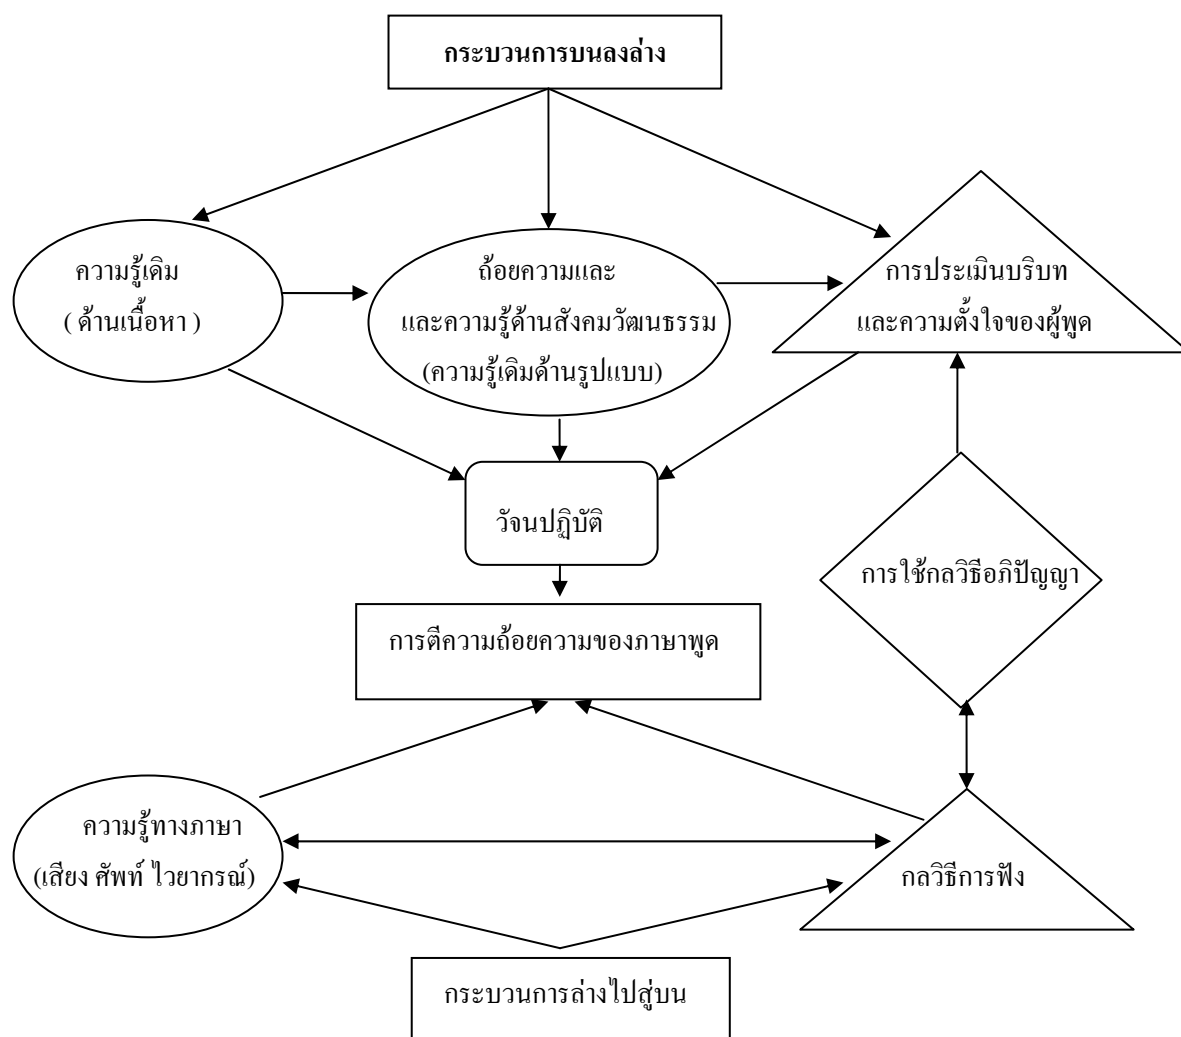 กระบวนการบนลงล่าง
ความรู้เดิม
( ด้านเนื้อหา )
ถ้อยความและ
และความรู้ด้านสังคมวัฒนธรรม
(ความรู้เดิมด้านรูปแบบ)
การประเมินบริบท
และความตั้งใจของผู้พูด
วัจนปฏิบัติ
การใช้กลวิธีอภิปัญญา
การตีความถ้อยความของภาษาพูด
ความรู้ทางภาษา
(เสียง ศัพท์ ไวยากรณ์)
กลวิธีการฟัง
กระบวนการล่างไปสู่บน